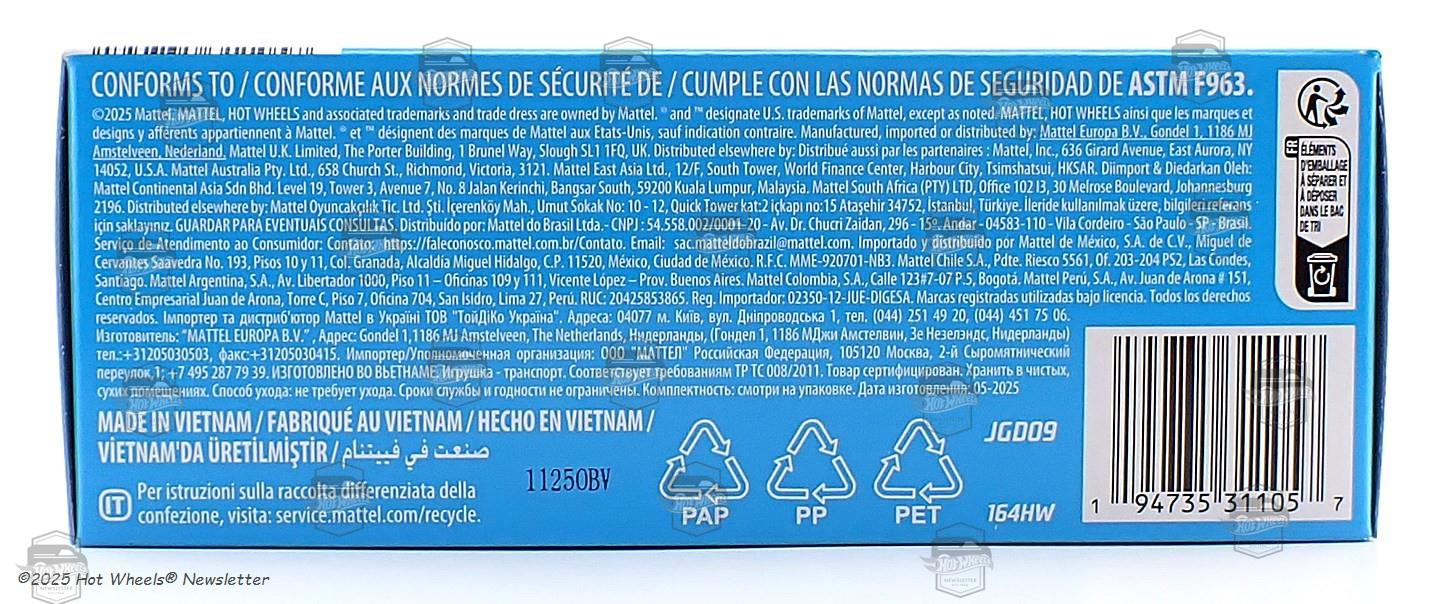 CONFORMS TO / CONFORME AUX NORMES DE SÉCURITÉ DE / CUMPLE CON LAS NORMAS DE SEGURIDAD DE ASTM F963.
©2025 Mattel. MATTEL, HOT WHEELS and associated trademarks and trade dress are owned by Mattel. ® and ™ designate U.S. trademarks of Mattel, except as noted. MATTEL, HOT WHEELS ainsi que les marques et
designs y afférents appartiennent à Mattel. ® et ™ désignent des marques de Mattel aux Etats-Unis, sauf indication contraire. Manufactured, imported or distributed by: Mattel Europa B.V., Gondel 1, 1186 MJ
Amstelveen, Nederland. Mattel U.K. Limited, The Porter Building, 1 Brunel Way, Slough SL1 1FQ, UK. Distributed elsewhere by: Distribué aussi par les partenaires : Mattel, Inc., 636 Girard Avenue, East Aurora, NY
14052, U.S.A. Mattel Australia Pty. Ltd., 658 Church St., Richmond, Victoria, 3121. Mattel East Asia Ltd., 12/F, South Tower, World Finance Center, Harbour City, Tsimshatsui, HKSAR. Diimport & Diedarkan Oleh:
Mattel Continental Asia Sdn Bhd. Level 19, Tower 3, Avenue 7, No. 8 Jalan Kerinchi, Bangsar South, 59200 Kuala Lumpur, Malaysia. Mattel South Africa (PTY) LTD, Office 102 I3, 30 Melrose Boulevard, Johannesburg
2196. Distributed elsewhere by: Mattel Oyuncakçılık Tic. Ltd. Şti. İçerenköy Mah., Umut Sokak No: 10 - 12, Quick Tower kat:2 içkapı no:15 Ataşehir 34752, İstanbul, Türkiye. İleride kullanılmak üzere, bilgileri referans
için saklayınız. GUARDAR PARA EVENTUAIS CONSULTAS. Distribuido por: Mattel do Brasil Ltda.- CNPJ : 54.558.002/0001-20 - Av. Dr. Chucri Zaidan, 296 - 15º. Andar - 04583-110 - Vila Cordeiro - São Paulo - SP - Brasil.
Serviço de Atendimento ao Consumidor: Contato: https://faleconosco.mattel.com.br/Contato. Email: sac.matteldobrazil@mattel.com. Importado y distribuido por Mattel de México, S.A. de C.V., Miguel de
Cervantes Saavedra No. 193, Pisos 10 y 11, Col. Granada, Alcaldía Miguel Hidalgo, C.P. 11520, México, Ciudad de México. R.F.C. MME-920701-NB3. Mattel Chile S.A., Pdte. Riesco 5561, Of. 203-204 PS2, Las Condes,
Santiago. Mattel Argentina, S.A., Av. Libertador 1000, Piso 11 – Oficinas 109 y 111, Vicente López – Prov. Buenos Aires. Mattel Colombia, S.A., Calle 123#7-07 P.5, Bogotá. Mattel Perú, S.A., Av. Juan de Arona # 151,
Centro Empresarial Juan de Arona, Torre C, Piso 7, Oficina 704, San Isidro, Lima 27, Perú. RUC: 20425853865. Reg. Importador: 02350-12-JUE-DIGESA. Marcas registradas utilizadas bajo licencia. Todos los derechos
reservados. Імпортер та дистриб'ютор Mattel в Україні ТОВ "ТойДіКо Україна". Адреса: 04077 м. Київ, вул. Дніпроводська 1, тел. (044) 251 49 20, (044) 451 75 06.
Изготовитель: "MATTEL EUROPA B.V." , Адрес: Gondel 1,1186 MJ Amstelveen, The Netherlands, Нидерланды, (Гондел 1, 1186 МДжи Амстелвин, Зе Незелэндс, Нидерланды)
тел.:+31205030503, факс:+31205030415. Импортер/Уполномоченная организация: ООО "МАТТЕЛ" Российская Федерация, 105120 Москва, 2-й Сыромятнический
переулок,1; +7 495 287 79 39. ИЗГОТОВЛЕНО ВО ВЬЕТНАМЕ. Игрушка - транспорт. Соответствует требованиям ТР ТС 008/2011. Товар сертифицирован. Хранить в чистых,
сухих помещениях. Способ ухода: не требует ухода. Сроки службы и годности не ограничены. Комплектность: смотри на упаковке. Дата изготовления: 05-2025
MADE IN VIETNAM / FABRIQUÉ AU VIETNAM / HECHO EN VIETNAM /
VİETNAM'DA ÜRETİLMİŞTİR / صنعت في فييتنام
IT Per istruzioni sulla raccolta differenziata della
confezione, visita: service.mattel.com/recycle.
11250BV
PAP
PP
PET
JGD09
164HW
FR ÉLÉMENTS
D'EMBALLAGE
À SÉPARER ET
À DÉPOSER
DANS LE BAC
DE TRI
1 94735 31105 7
©2025 Hot Wheels® Newsletter
Hot Wheels
NEWSLETTER